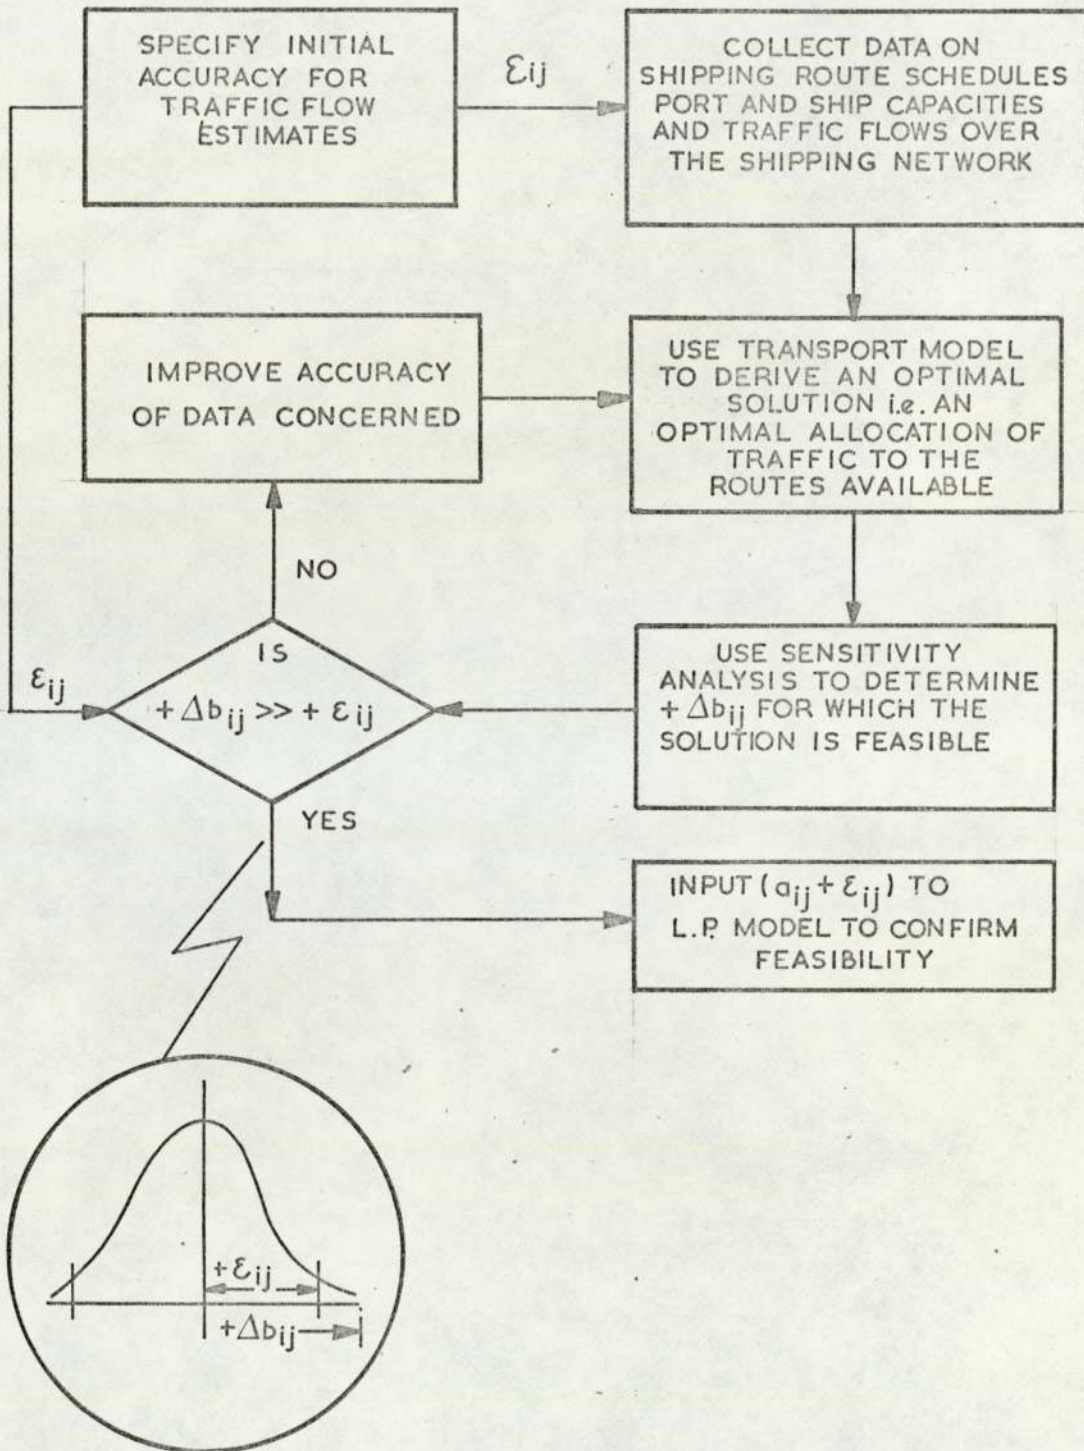 SPECIFY INITIAL
ACCURACY FOR
TRAFFIC FLOW
ESTIMATES
εij
COLLECT DATA ON
SHIPPING ROUTE SCHEDULES
PORT AND SHIP CAPACITIES
AND TRAFFIC FLOWS OVER
THE SHIPPING NETWORK
IMPROVE ACCURACY
OF DATA CONCERNED
USE TRANSPORT MODEL
TO DERIVE AN OPTIMAL
SOLUTION i.e. AN
OPTIMAL ALLOCATION OF
TRAFFIC TO THE
ROUTES AVAILABLE
NO
εij
IS
+ Δbij >> + εij
USE SENSITIVITY
ANALYSIS TO DETERMINE
+ Δbij FOR WHICH THE
SOLUTION IS FEASIBLE
YES
INPUT (aij + εij) TO
L.P. MODEL TO CONFIRM
FEASIBILITY
+εij
+Δbij